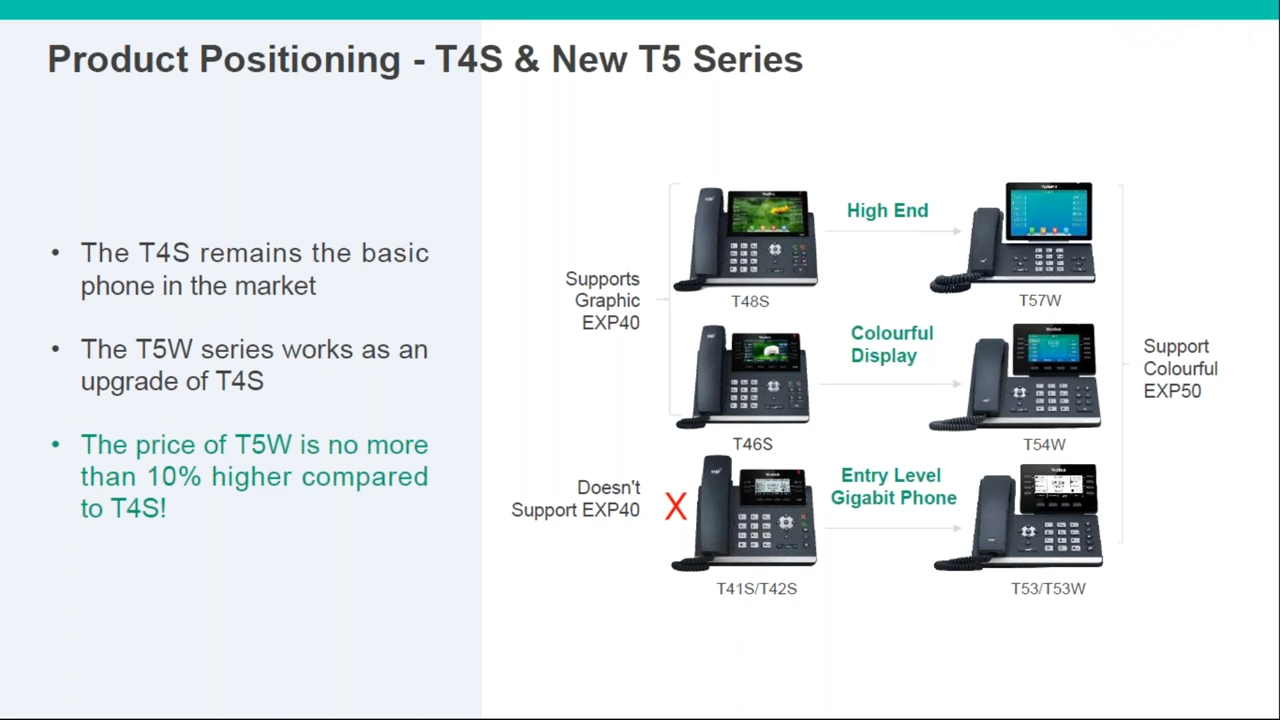 Product Positioning - T4S & New T5 Series
• The T4S remains the basic
phone in the market
• The T5W series works as an
upgrade of T4S
• The price of T5W is no more
than 10% higher compared
to T4S!
Supports
Graphic
EXP40
T48S
High End
T57W
T46S
Colourful
Display
T54W
Support
Colourful
EXP50
Doesn't
Support EXP40
X
T41S/T42S
Entry Level
Gigabit Phone
T53/T53W